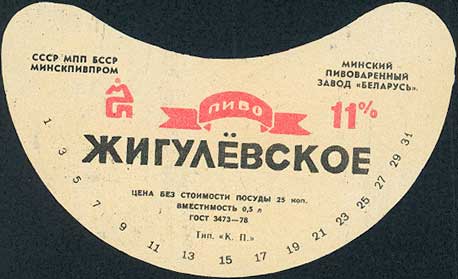 СССР МПП БССР
МИНСКПИВПРОМ
МИНСКИЙ
ПИВОВАРЕННЫЙ
ЗАВОД «БЕЛАРУСЬ».
ПИВО
11%
ЖИГУЛЁВСКОЕ
ЦЕНА БЕЗ СТОИМОСТИ ПОСУДЫ 25 коп.
ВМЕСТИМОСТЬ 0,5 л
ГОСТ 3473—78
Тип. «К. П.»
1 3 5 7 9 11 13 15 17 19 21 23 25 27 29 31